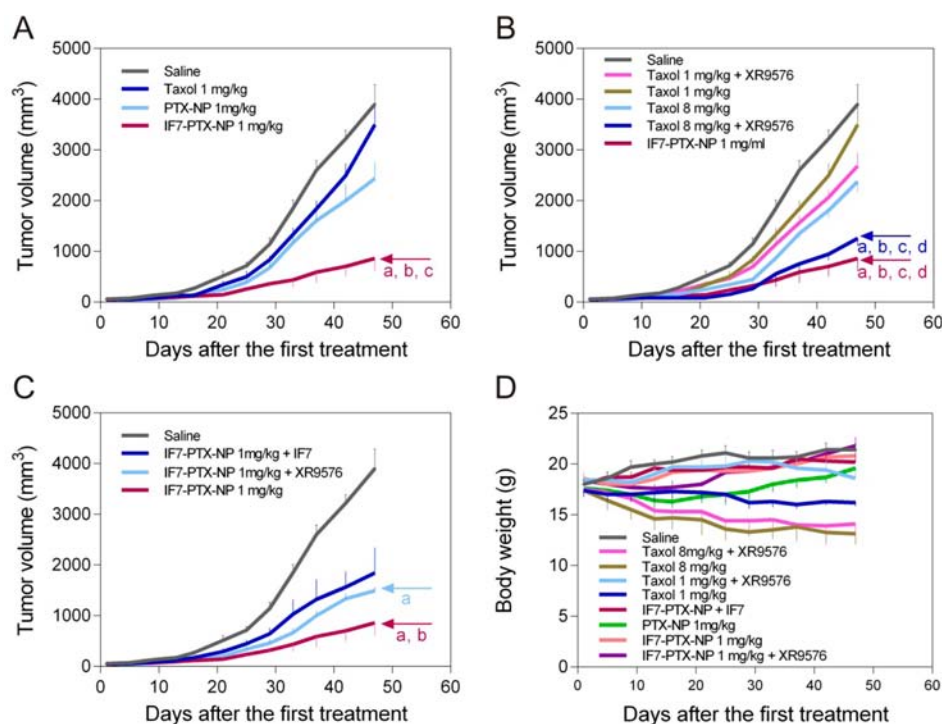 A
5000
4000
3000
2000
1000
0
Tumor volume (mm³)
Saline
Taxol 1 mg/kg
PTX-NP 1mg/kg
IF7-PTX-NP 1 mg/kg
a, b, c
0 10 20 30 40 50 60
Days after the first treatment
B
5000
4000
3000
2000
1000
0
Tumor volume (mm³)
Saline
Taxol 1 mg/kg + XR9576
Taxol 1 mg/kg
Taxol 8 mg/kg
Taxol 8 mg/kg + XR9576
IF7-PTX-NP 1 mg/ml
a, b, c, d
a, b, c, d
0 10 20 30 40 50 60
Days after the first treatment
C
5000
4000
3000
2000
1000
0
Tumor volume (mm³)
Saline
IF7-PTX-NP 1mg/kg + IF7
IF7-PTX-NP 1mg/kg + XR9576
IF7-PTX-NP 1 mg/kg
a
a, b
0 10 20 30 40 50 60
Days after the first treatment
D
25
20
15
10
5
0
Body weight (g)
Saline
Taxol 8mg/kg + XR9576
Taxol 8 mg/kg
Taxol 1 mg/kg + XR9576
Taxol 1 mg/kg
IF7-PTX-NP + IF7
PTX-NP 1mg/kg
IF7-PTX-NP 1 mg/kg
IF7-PTX-NP 1 mg/kg + XR9576
0 10 20 30 40 50 60
Days after the first treatment